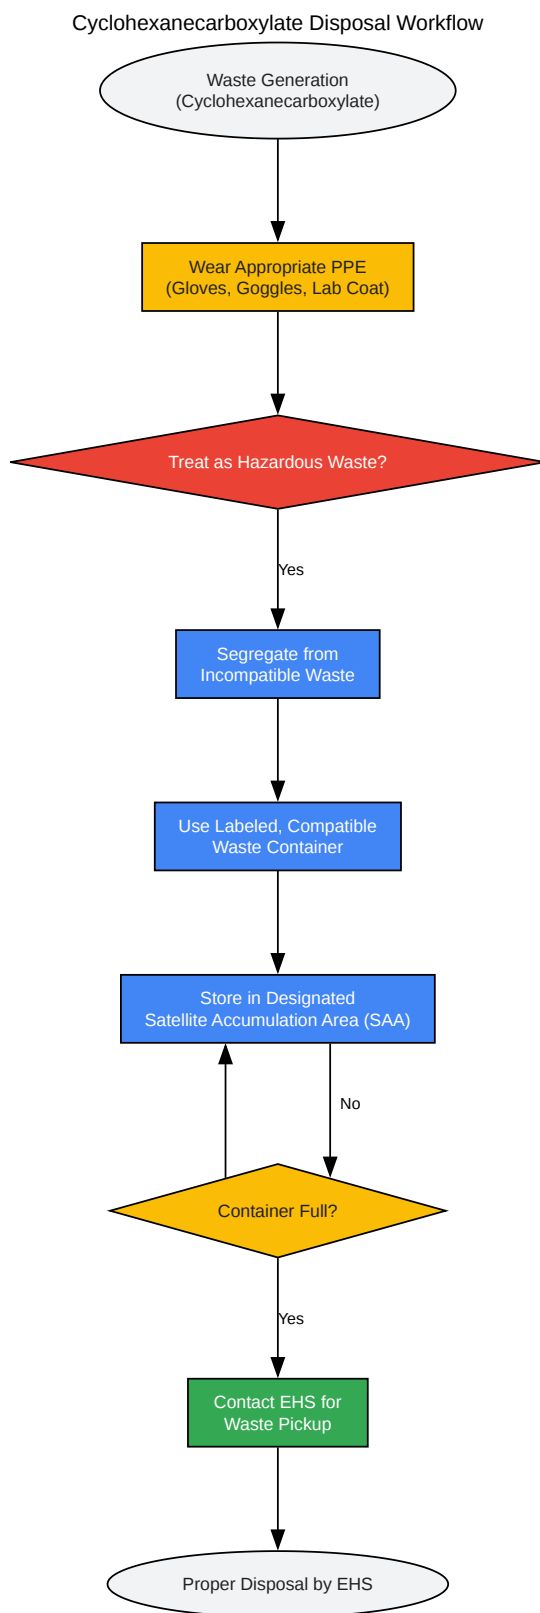 Cyclohexanecarboxylate Disposal Workflow
Waste Generation
(Cyclohexanecarboxylate)
Wear Appropriate PPE
(Gloves, Goggles, Lab Coat)
Treat as Hazardous Waste?
Yes
Segregate from
Incompatible Waste
Use Labeled, Compatible
Waste Container
Store in Designated
Satellite Accumulation Area (SAA)
No
Container Full?
Yes
Contact EHS for
Waste Pickup
Proper Disposal by EHS